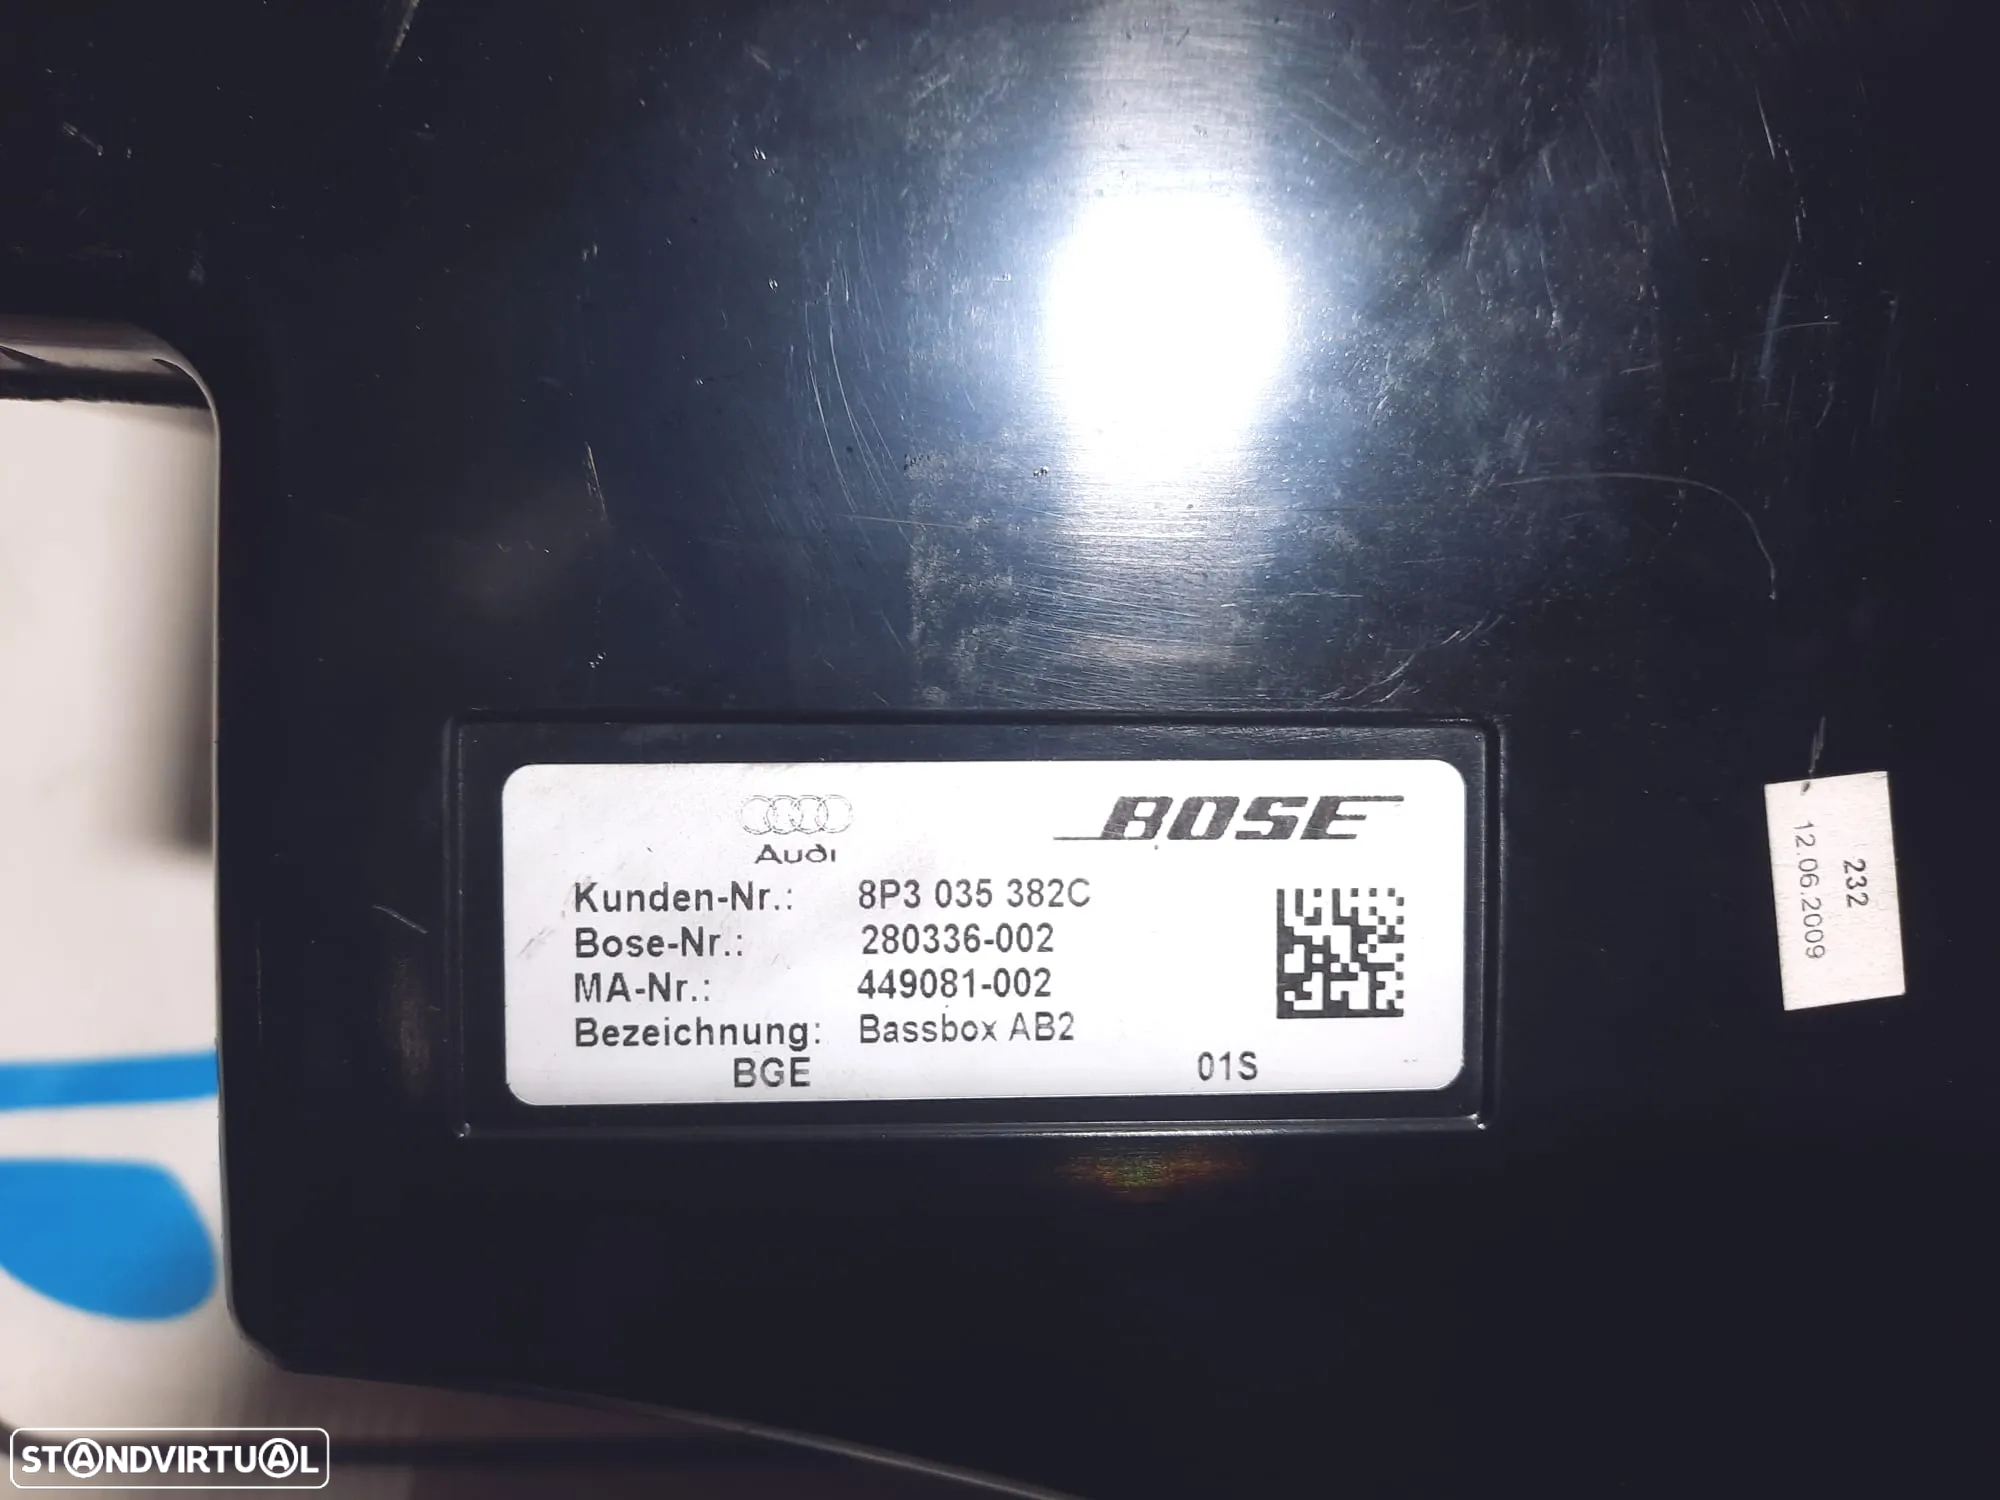 Audi
BOSE
Kunden-Nr.: 8P3 035 382C
Bose-Nr.: 280336-002
MA-Nr.: 449081-002
Bezeichnung: Bassbox AB2
BGE 01S
232
12.06.2009
STANDVIRTUAL